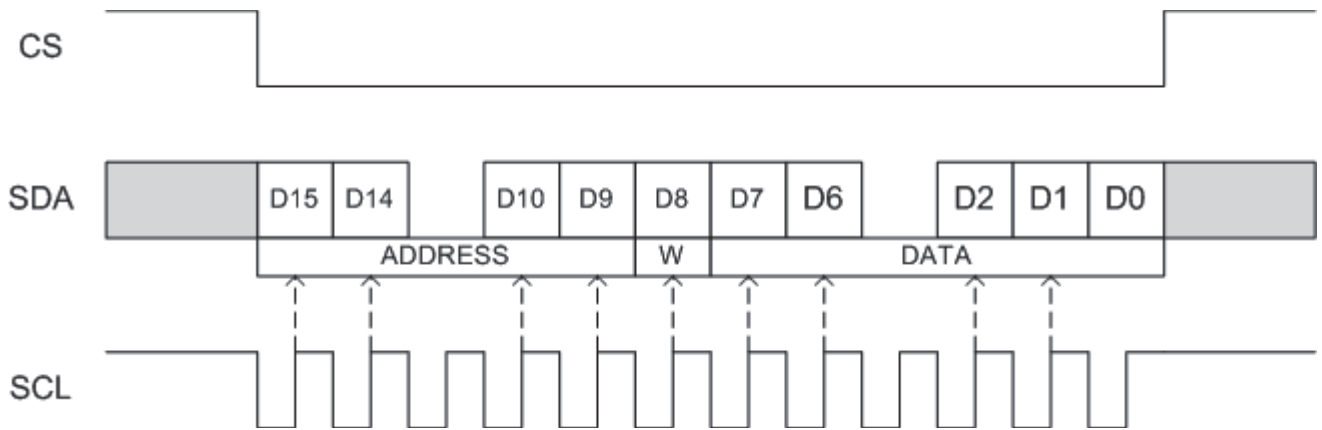 CS
SDA D15 D14 D10 D9 D8 D7 D6 D2 D1 D0
ADDRESS W DATA
SCL